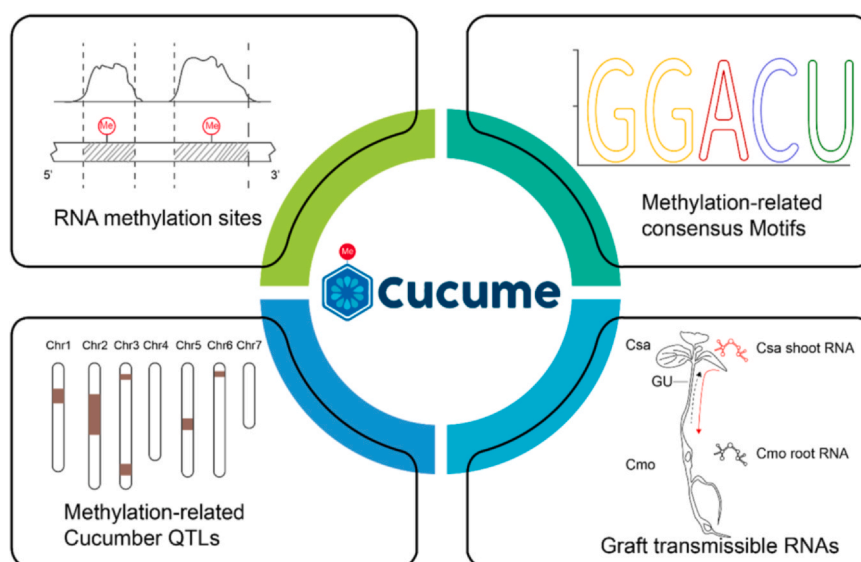 Me
Me
5'
3'
RNA methylation sites
GGACU
Methylation-related
consensus Motifs
Me
Cucume
Chr1 Chr2 Chr3 Chr4 Chr5 Chr6 Chr7
Methylation-related
Cucumber QTLs
Csa
Csa shoot RNA
GU
Cmo
Cmo root RNA
Graft transmissible RNAs